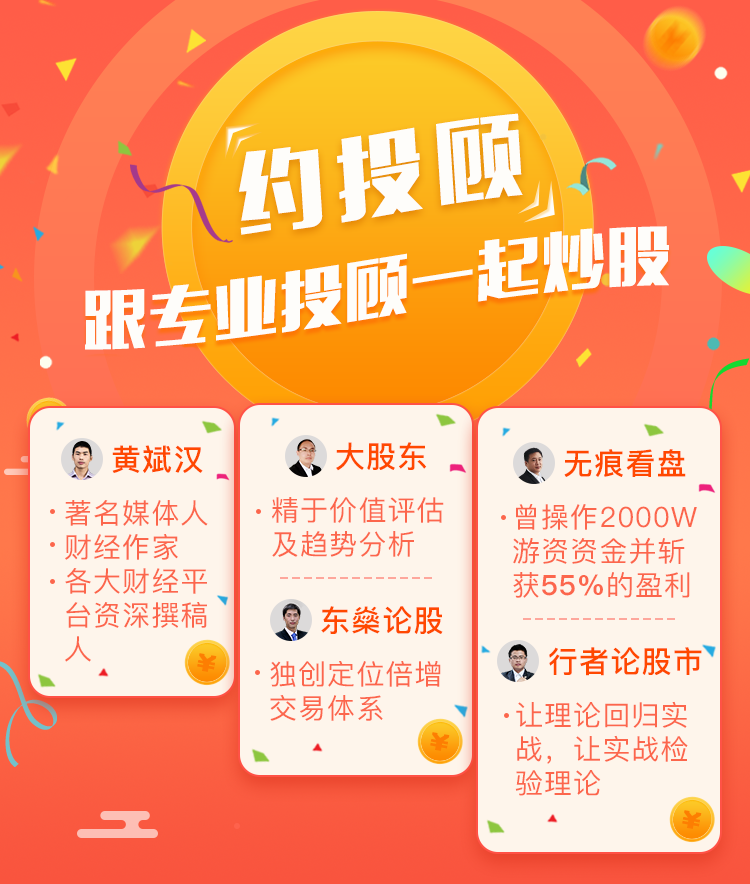 约投顾
跟专业投顾一起炒股
黄斌汉
·著名媒体人
·财经作家
·各大财经平
台资深撰稿
人
大股东
·精于价值评估
及趋势分析
东燊论股
·独创定位倍增
交易体系
无痕看盘
·曾操作2000W
游资资金并斩
获55%的盈利
行者论股市
·让理论回归实
战，让实战检
验理论